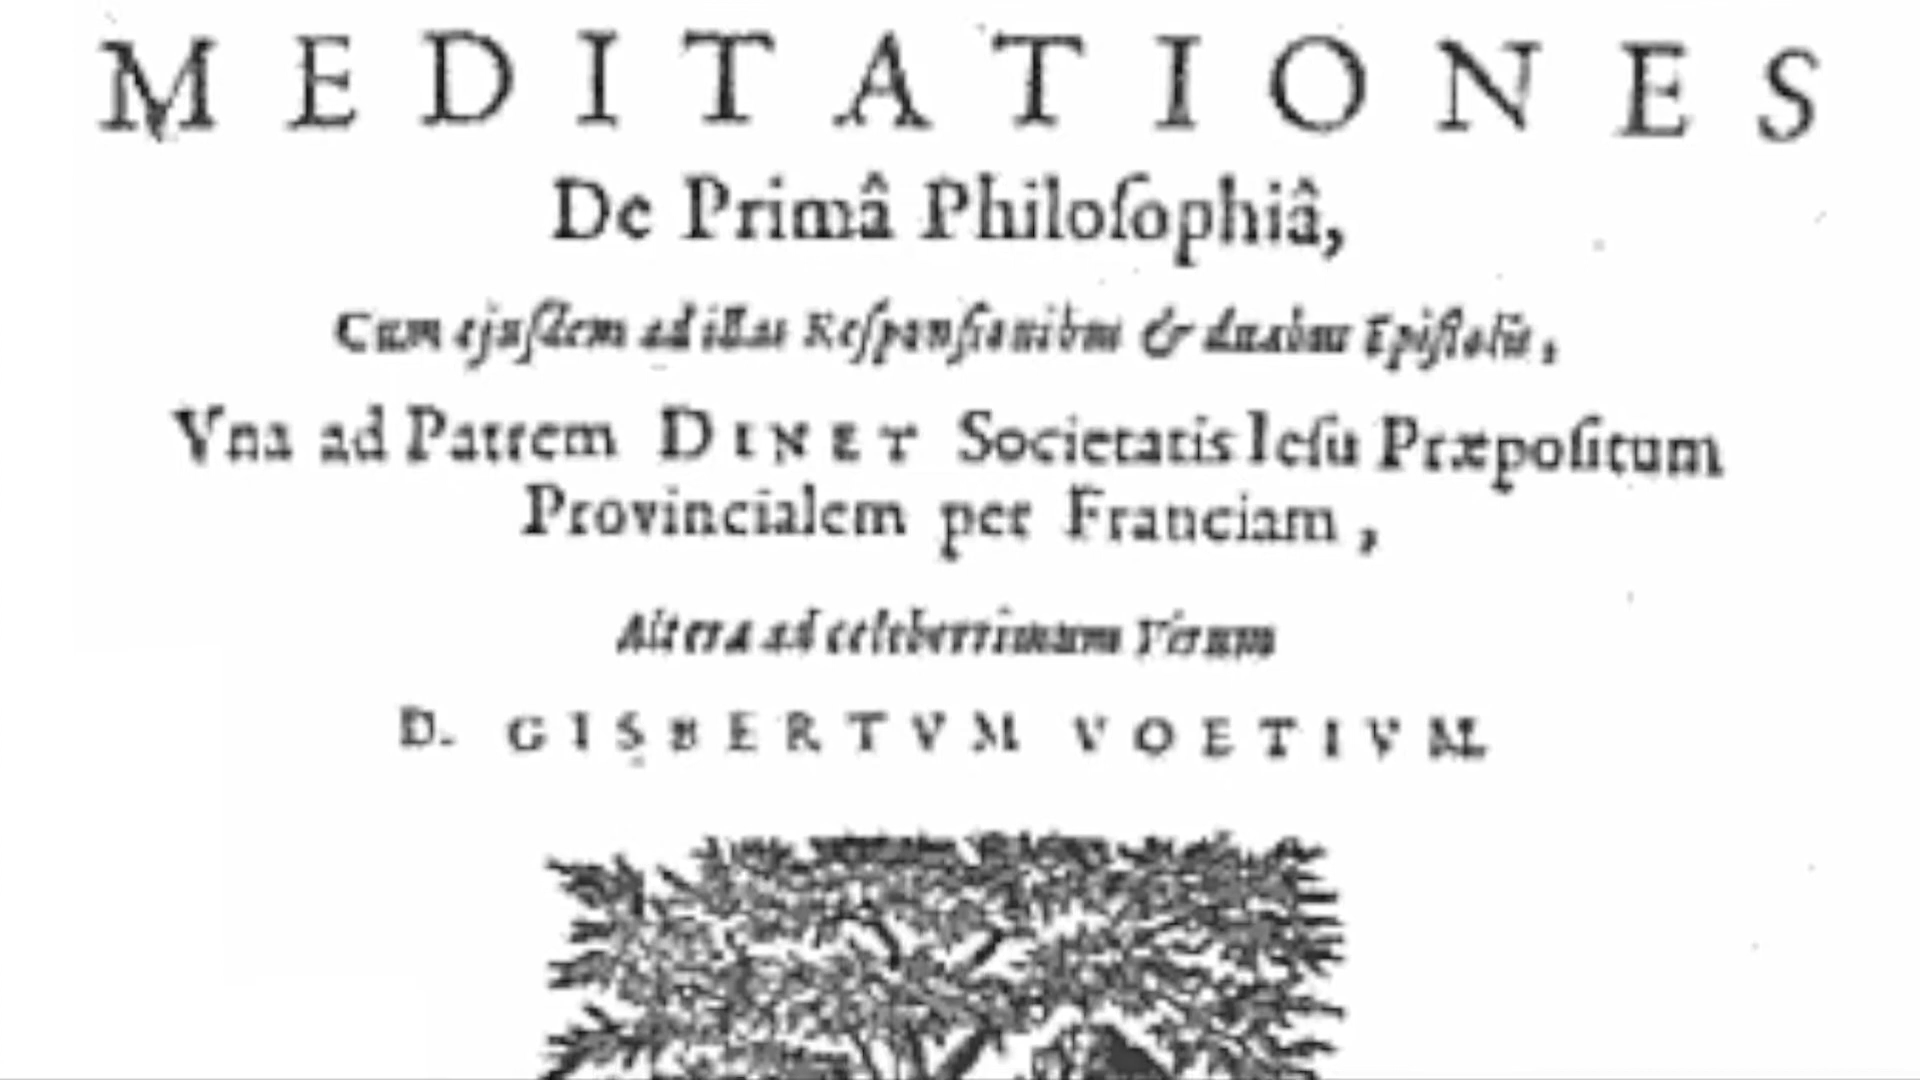 MEDITATIONES
De Primâ Philoſophiâ,
Cum ejuſdem ad illas Reſponſionibus & duabus Epiſtolis,
Vna ad Patrem DINET Societatis Ieſu Præpoſitum
Provincialem per Franciam,
Altera ad celeberrimum Virum
D. GISBERTVM VOETIVM.